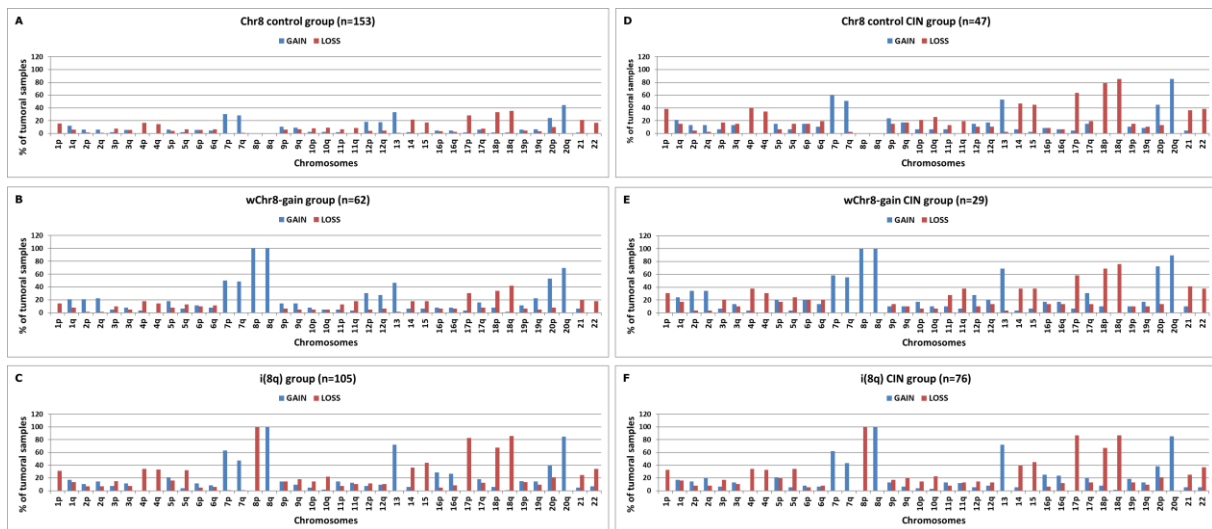 A
Chr8 control group (n=153)
GAIN LOSS
% of tumoral samples
120
100
80
60
40
20
0
1p 1q 2p 2q 3p 3q 4p 4q 5p 5q 6p 6q 7p 7q 8p 8q 9p 9q 10p 10q 11p 11q 12p 12q 13 14 15 16p 16q 17p 17q 18p 18q 19p 19q 20p 20q 21 22
Chromosomes
B
wChr8-gain group (n=62)
GAIN LOSS
% of tumoral samples
120
100
80
60
40
20
0
1p 1q 2p 2q 3p 3q 4p 4q 5p 5q 6p 6q 7p 7q 8p 8q 9p 9q 10p 10q 11p 11q 12p 12q 13 14 15 16p 16q 17p 17q 18p 18q 19p 19q 20p 20q 21 22
Chromosomes
C
i(8q) group (n=105)
GAIN LOSS
% of tumoral samples
120
100
80
60
40
20
0
1p 1q 2p 2q 3p 3q 4p 4q 5p 5q 6p 6q 7p 7q 8p 8q 9p 9q 10p 10q 11p 11q 12p 12q 13 14 15 16p 16q 17p 17q 18p 18q 19p 19q 20p 20q 21 22
Chromosomes
D
Chr8 control CIN group (n=47)
GAIN LOSS
% of tumoral samples
120
100
80
60
40
20
0
1p 1q 2p 2q 3p 3q 4p 4q 5p 5q 6p 6q 7p 7q 8p 8q 9p 9q 10p 10q 11p 11q 12p 12q 13 14 15 16p 16q 17p 17q 18p 18q 19p 19q 20p 20q 21 22
Chromosomes
E
wChr8-gain CIN group (n=29)
GAIN LOSS
% of tumoral samples
120
100
80
60
40
20
0
1p 1q 2p 2q 3p 3q 4p 4q 5p 5q 6p 6q 7p 7q 8p 8q 9p 9q 10p 10q 11p 11q 12p 12q 13 14 15 16p 16q 17p 17q 18p 18q 19p 19q 20p 20q 21 22
Chromosomes
F
i(8q) CIN group (n=76)
GAIN LOSS
% of tumoral samples
120
100
80
60
40
20
0
1p 1q 2p 2q 3p 3q 4p 4q 5p 5q 6p 6q 7p 7q 8p 8q 9p 9q 10p 10q 11p 11q 12p 12q 13 14 15 16p 16q 17p 17q 18p 18q 19p 19q 20p 20q 21 22
Chromosomes